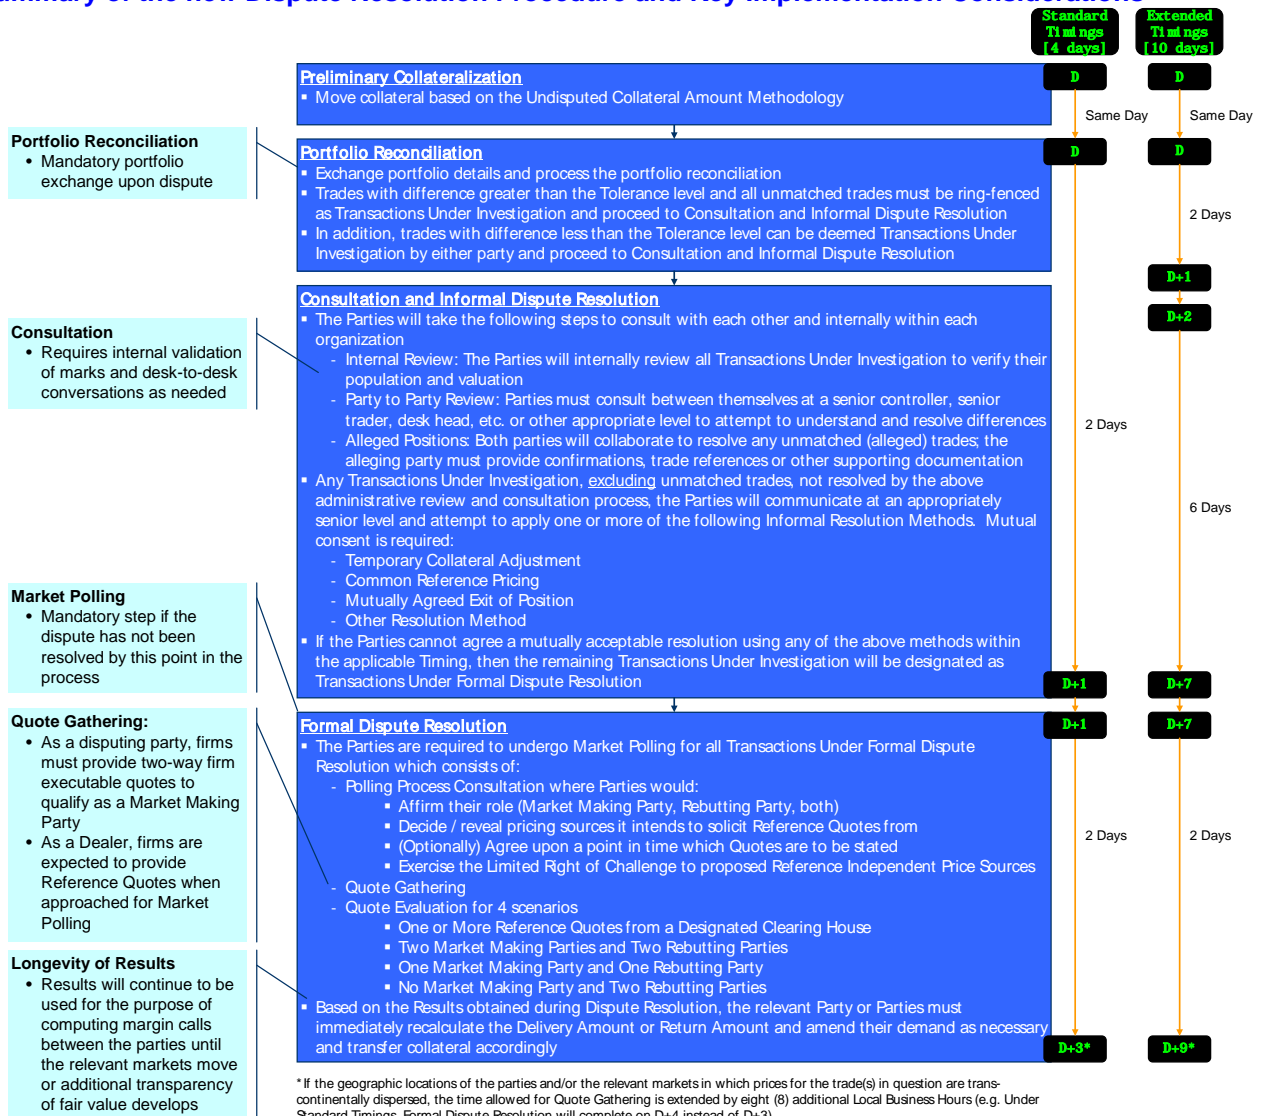 Summary of the new Dispute Resolution Procedure and Key Implementation Considerations
Standard
Timings
[4 days]
Extended
Timings
[10 days]
Preliminary Collateralization
▪ Move collateral based on the Undisputed Collateral Amount Methodology
D
D
Same Day
Same Day
Portfolio Reconciliation
• Mandatory portfolio
exchange upon dispute
Portfolio Reconciliation
▪ Exchange portfolio details and process the portfolio reconciliation
▪ Trades with difference greater than the Tolerance level and all unmatched trades must be ring-fenced
as Transactions Under Investigation and proceed to Consultation and Informal Dispute Resolution
▪ In addition, trades with difference less than the Tolerance level can be deemed Transactions Under
Investigation by either party and proceed to Consultation and Informal Dispute Resolution
D
D
2 Days
D+1
D+2
Consultation
• Requires internal validation
of marks and desk-to-desk
conversations as needed
Consultation and Informal Dispute Resolution
▪ The Parties will take the following steps to consult with each other and internally within each
organization
- Internal Review: The Parties will internally review all Transactions Under Investigation to verify their
population and valuation
- Party to Party Review: Parties must consult between themselves at a senior controller, senior
trader, desk head, etc. or other appropriate level to attempt to understand and resolve differences
- Alleged Positions: Both parties will collaborate to resolve any unmatched (alleged) trades; the
alleging party must provide confirmations, trade references or other supporting documentation
▪ Any Transactions Under Investigation, excluding unmatched trades, not resolved by the above
administrative review and consultation process, the Parties will communicate at an appropriately
senior level and attempt to apply one or more of the following Informal Resolution Methods. Mutual
consent is required:
- Temporary Collateral Adjustment
- Common Reference Pricing
- Mutually Agreed Exit of Position
- Other Resolution Method
▪ If the Parties cannot agree a mutually acceptable resolution using any of the above methods within
the applicable Timing, then the remaining Transactions Under Investigation will be designated as
Transactions Under Formal Dispute Resolution
2 Days
6 Days
D+1
D+7
Market Polling
• Mandatory step if the
dispute has not been
resolved by this point in the
process
Quote Gathering:
• As a disputing party, firms
must provide two-way firm
executable quotes to
qualify as a Market Making
Party
• As a Dealer, firms are
expected to provide
Reference Quotes when
approached for Market
Polling
Formal Dispute Resolution
▪ The Parties are required to undergo Market Polling for all Transactions Under Formal Dispute
Resolution which consists of:
- Polling Process Consultation where Parties would:
▪ Affirm their role (Market Making Party, Rebutting Party, both)
▪ Decide / reveal pricing sources it intends to solicit Reference Quotes from
▪ (Optionally) Agree upon a point in time which Quotes are to be stated
▪ Exercise the Limited Right of Challenge to proposed Reference Independent Price Sources
- Quote Gathering
- Quote Evaluation for 4 scenarios
▪ One or More Reference Quotes from a Designated Clearing House
▪ Two Market Making Parties and Two Rebutting Parties
▪ One Market Making Party and One Rebutting Party
▪ No Market Making Party and Two Rebutting Parties
▪ Based on the Results obtained during Dispute Resolution, the relevant Party or Parties must
immediately recalculate the Delivery Amount or Return Amount and amend their demand as necessary
and transfer collateral accordingly
D+1
D+7
2 Days
2 Days
D+3*
D+9*
Longevity of Results
• Results will continue to be
used for the purpose of
computing margin calls
between the parties until
the relevant markets move
or additional transparency
of fair value develops
* If the geographic locations of the parties and/or the relevant markets in which prices for the trade(s) in question are trans-
continentally dispersed, the time allowed for Quote Gathering is extended by eight (8) additional Local Business Hours (e.g. Under
Standard Timings, Formal Dispute Resolution will complete on D+4 instead of D+3)